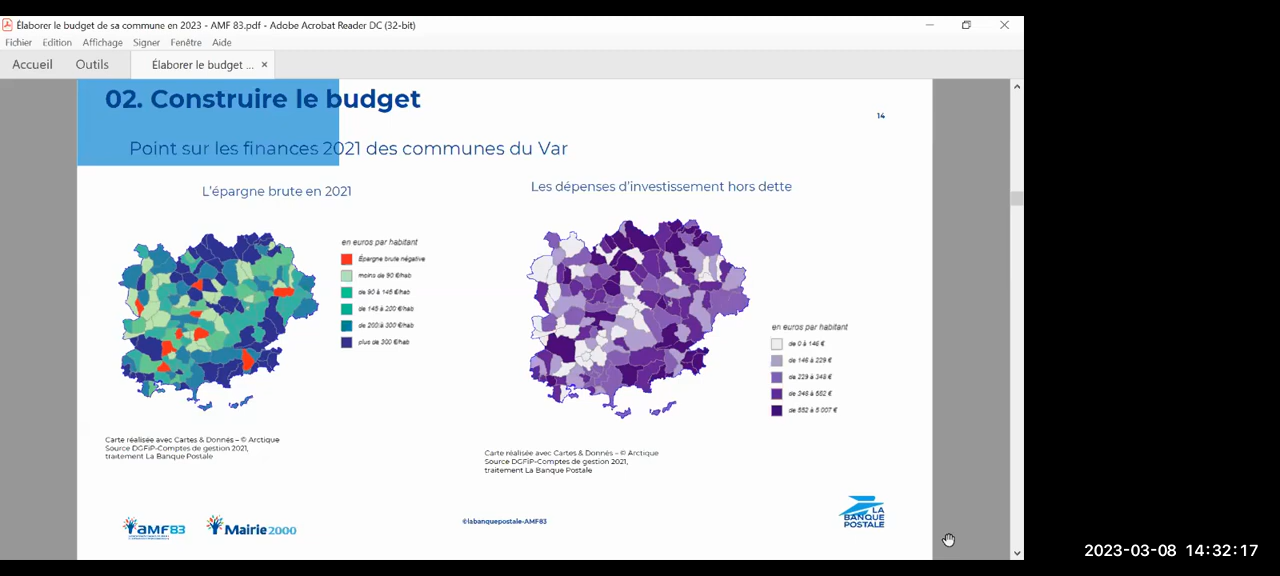 Élaborer le budget de sa commune en 2023 - AMF 83.pdf - Adobe Acrobat Reader DC (32-bit)
Fichier Edition Affichage Signer Fenêtre Aide
Accueil Outils Élaborer le budget ... ×
02. Construire le budget
14
Point sur les finances 2021 des communes du Var
L'épargne brute en 2021
en euros par habitant
Épargne brute négative
moins de 90 €/hab
de 90 à 145 €/hab
de 145 à 200 €/hab
de 200 à 300 €/hab
plus de 300 €/hab
Carte réalisée avec Cartes & Donnés – © Arctique
Source DGFiP-Comptes de gestion 2021,
traitement La Banque Postale
Les dépenses d'investissement hors dette
en euros par habitant
de 0 à 146 €
de 146 à 229 €
de 229 à 348 €
de 348 à 552 €
de 552 à 5 007 €
Carte réalisée avec Cartes & Donnés – © Arctique
Source DGFiP-Comptes de gestion 2021,
traitement La Banque Postale
AMF83
Mairie2000
©labanquepostale-AMF83
LA
BANQUE
POSTALE
2023-03-08 14:32:17